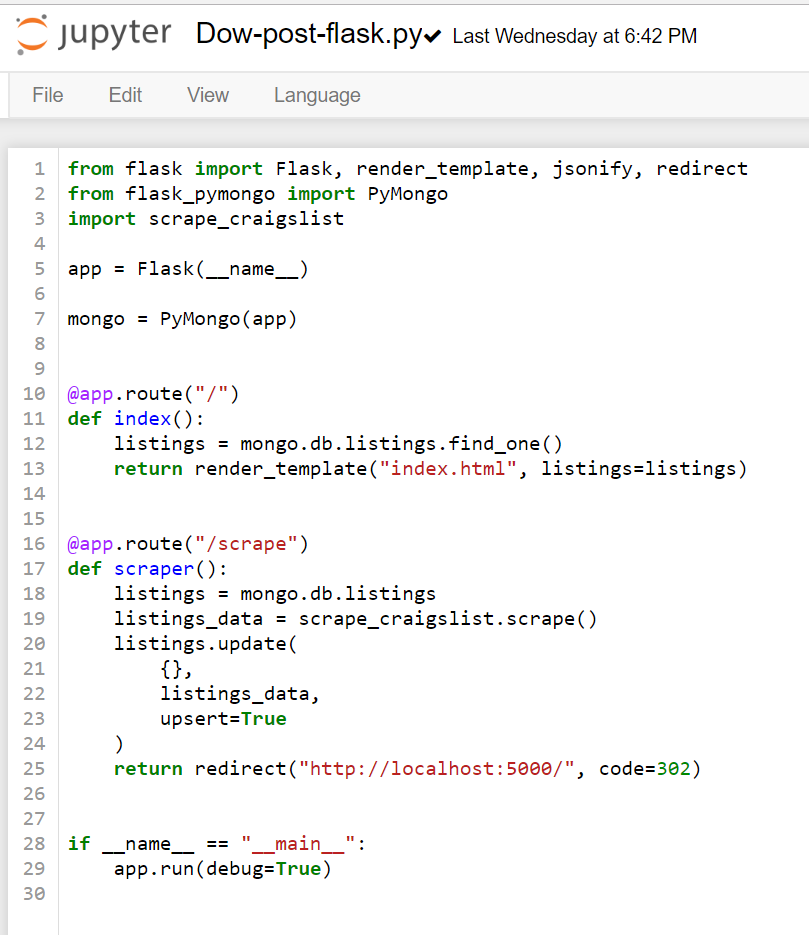 jupyter Dow-post-flask.py✔ Last Wednesday at 6:42 PM
File Edit View Language
1 from flask import Flask, render_template, jsonify, redirect
2 from flask_pymongo import PyMongo
3 import scrape_craigslist
4
5 app = Flask(__name__)
6
7 mongo = PyMongo(app)
8
9
10 @app.route("/")
11 def index():
12     listings = mongo.db.listings.find_one()
13     return render_template("index.html", listings=listings)
14
15
16 @app.route("/scrape")
17 def scraper():
18     listings = mongo.db.listings
19     listings_data = scrape_craigslist.scrape()
20     listings.update(
21         {},
22         listings_data,
23         upsert=True
24     )
25     return redirect("http://localhost:5000/", code=302)
26
27
28 if __name__ == "__main__":
29     app.run(debug=True)
30